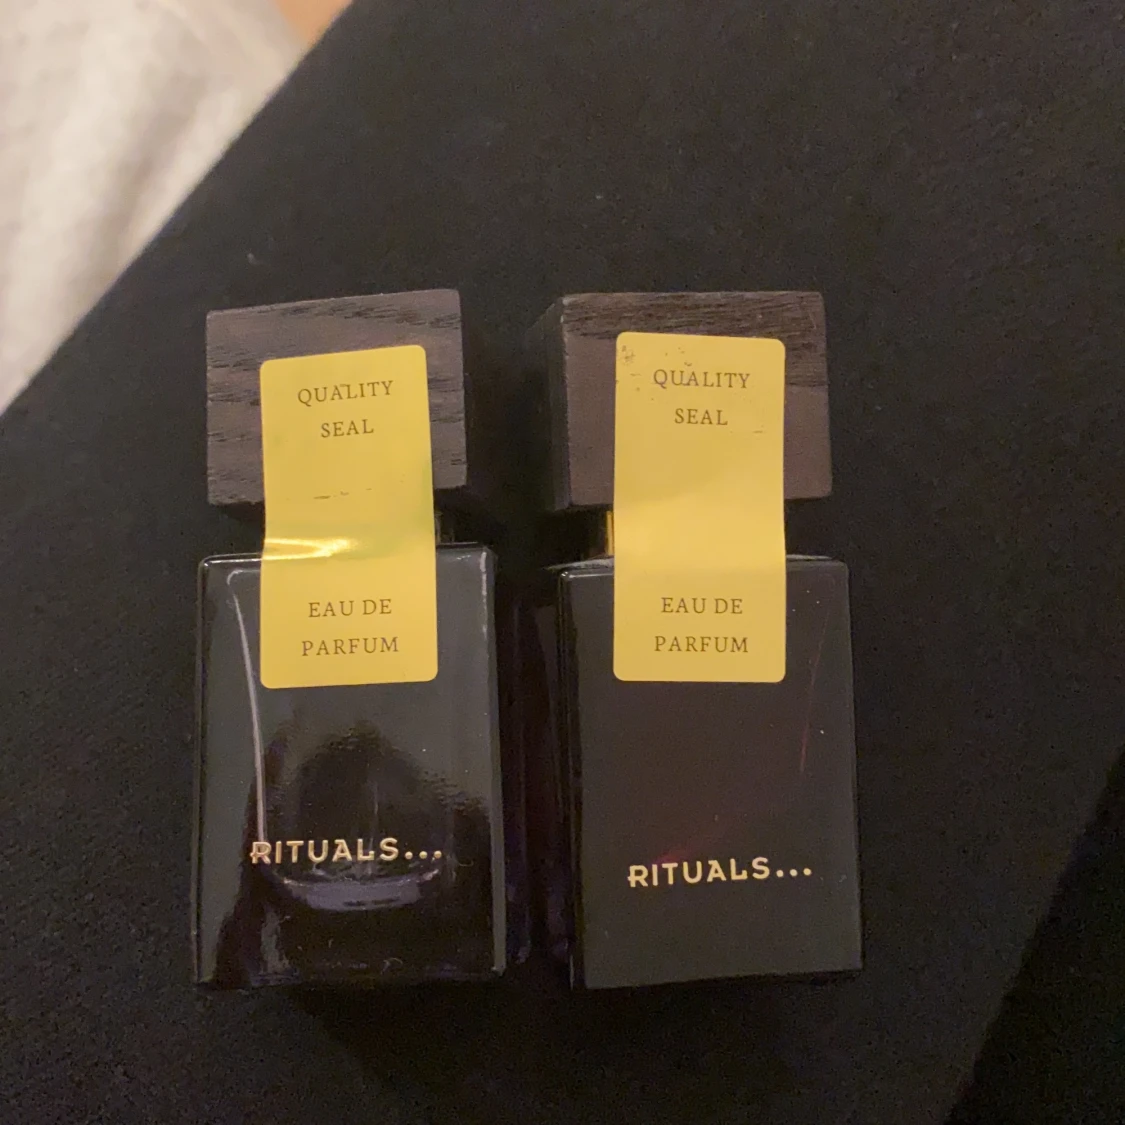 QUALITY
SEAL
EAU DE
PARFUM
RITUALS...
QUALITY
SEAL
EAU DE
PARFUM
RITUALS...